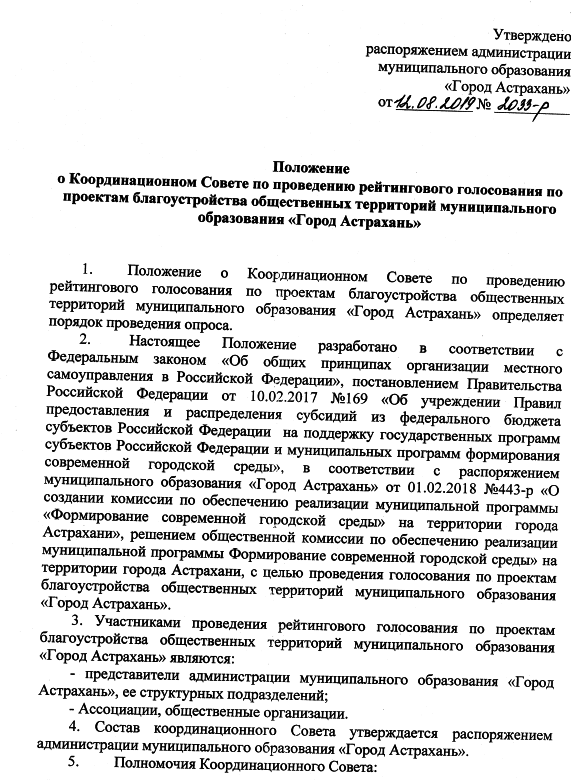 Утверждено
распоряжением администрации
муниципального образования
«Город Астрахань»
от 12.08.2019 № 2033-р
Положение
о Координационном Совете по проведению рейтингового голосования по
проектам благоустройства общественных территорий муниципального
образования «Город Астрахань»
1. Положение о Координационном Совете по проведению
рейтингового голосования по проектам благоустройства общественных
территорий муниципального образования «Город Астрахань» определяет
порядок проведения опроса.
2. Настоящее Положение разработано в соответствии с
Федеральным законом «Об общих принципах организации местного
самоуправления в Российской Федерации», постановлением Правительства
Российской Федерации от 10.02.2017 №169 «Об учреждении Правил
предоставления и распределения субсидий из федерального бюджета
субъектов Российской Федерации на поддержку государственных программ
субъектов Российской Федерации и муниципальных программ формирования
современной городской среды», в соответствии с распоряжением
муниципального образования «Город Астрахань» от 01.02.2018 №443-р «О
создании комиссии по обеспечению реализации муниципальной программы
«Формирование современной городской среды» на территории города
Астрахани», решением общественной комиссии по обеспечению реализации
муниципальной программы Формирование современной городской среды» на
территории города Астрахани, с целью проведения голосования по проектам
благоустройства общественных территорий муниципального образования
«Город Астрахань».
3. Участниками проведения рейтингового голосования по проектам
благоустройства общественных территорий муниципального образования
«Город Астрахань» являются:
- представители администрации муниципального образования «Город
Астрахань», ее структурных подразделений;
- Ассоциации, общественные организации.
4. Состав координационного Совета утверждается распоряжением
администрации муниципального образования «Город Астрахань».
5. Полномочия Координационного Совета: